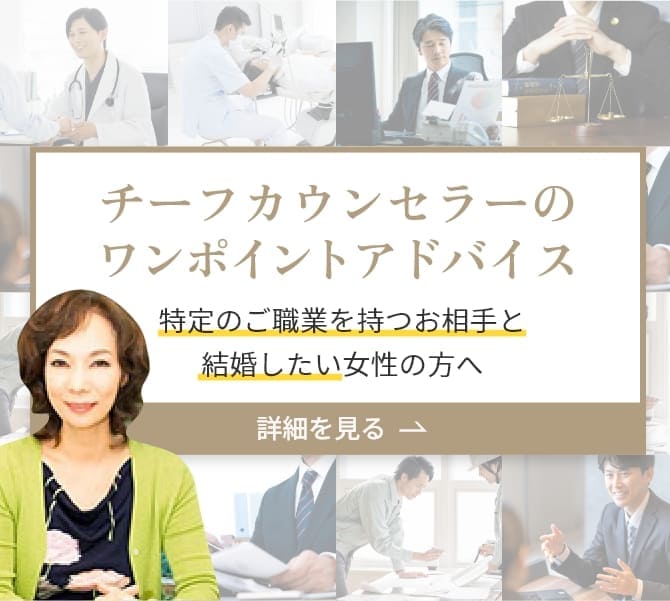 チーフカウンセラーの
ワンポイントアドバイス
特定のご職業を持つお相手と
結婚したい女性の方へ
詳細を見る